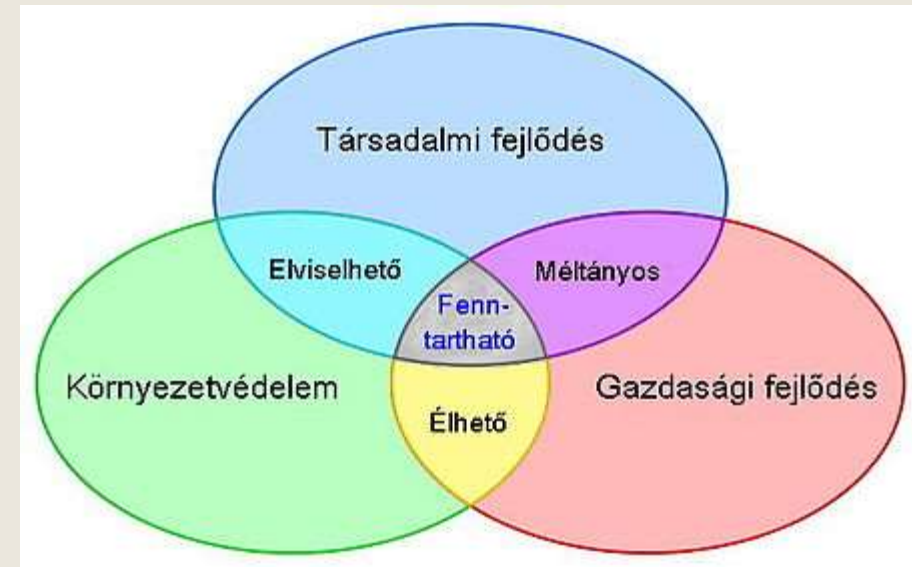 Társadalmi fejlődés
Elviselhető
Méltányos
Fenn-
tartható
Környezetvédelem
Gazdasági fejlődés
Élhető